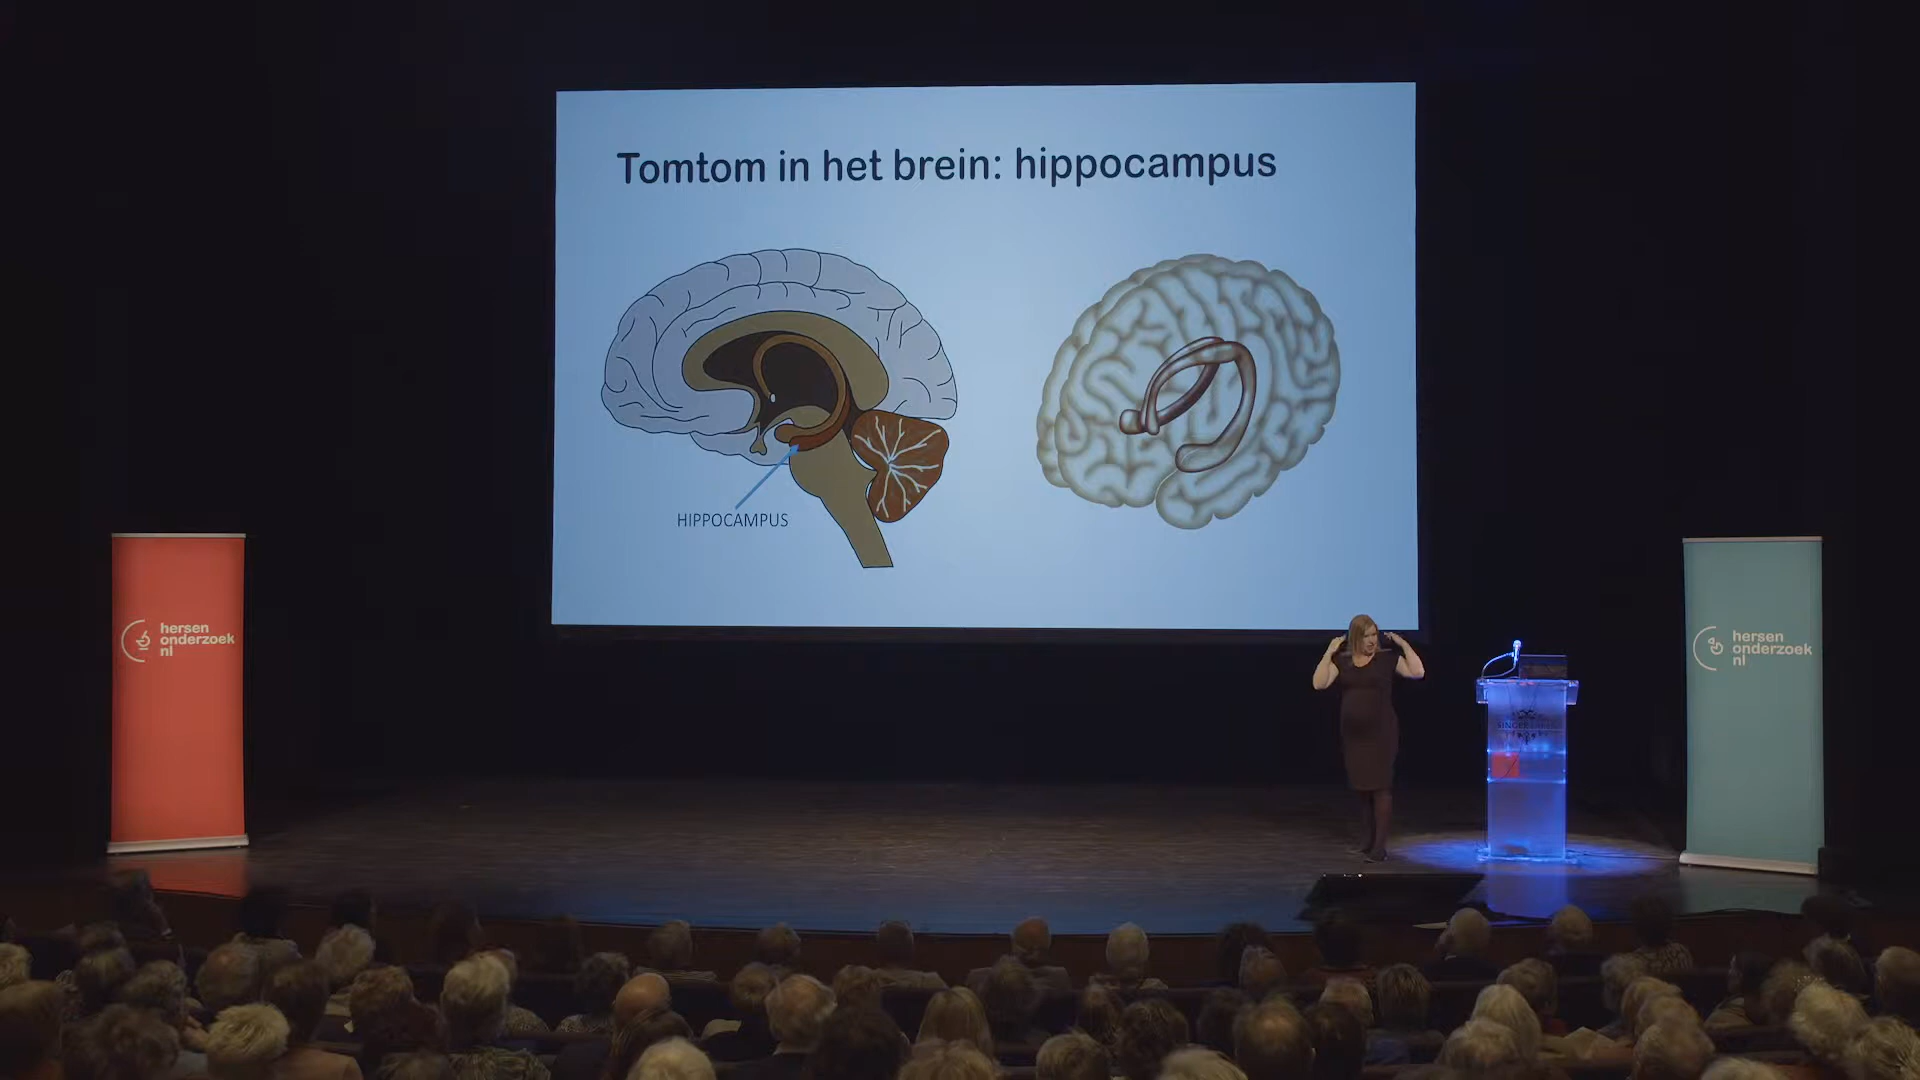 Tomtom in het brein: hippocampus
HIPPOCAMPUS
hersen
onderzoek
nl
hersen
onderzoek
nl